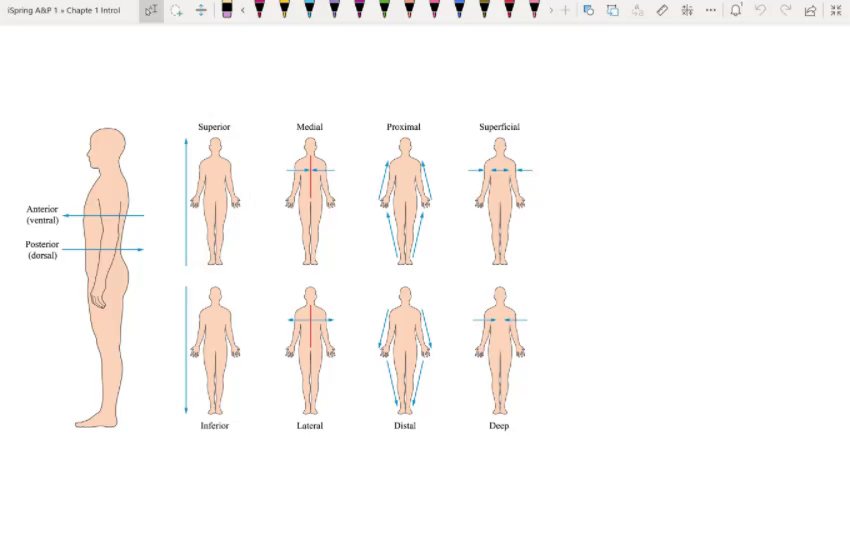 iSpring A&P 1 » Chapte 1 Introl
Superior
Medial
Proximal
Superficial
Anterior
(ventral)
Posterior
(dorsal)
Inferior
Lateral
Distal
Deep